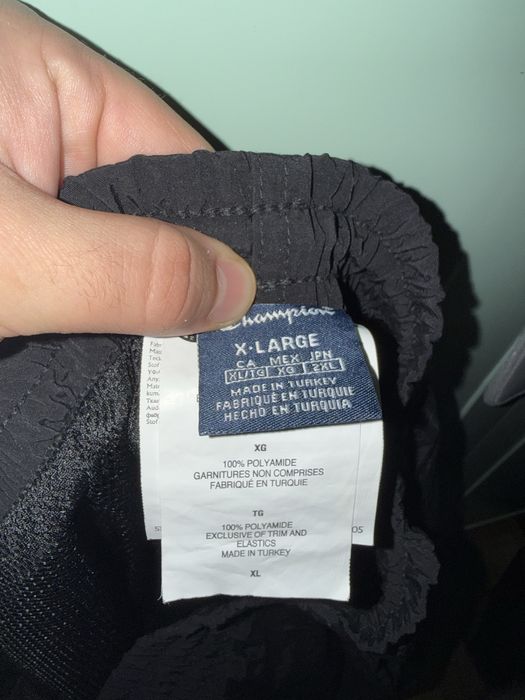 Champion
X-LARGE
CA MEX JPN
XL/TG XG 2XL
MADE IN TURKEY
FABRIQUÉ EN TURQUIE
HECHO EN TURQUIA
XG
100% POLYAMIDE
GARNITURES NON COMPRISES
FABRIQUÉ EN TURQUIE
TG
100% POLYAMIDE
EXCLUSIVE OF TRIM AND
ELASTICS
MADE IN TURKEY
XL